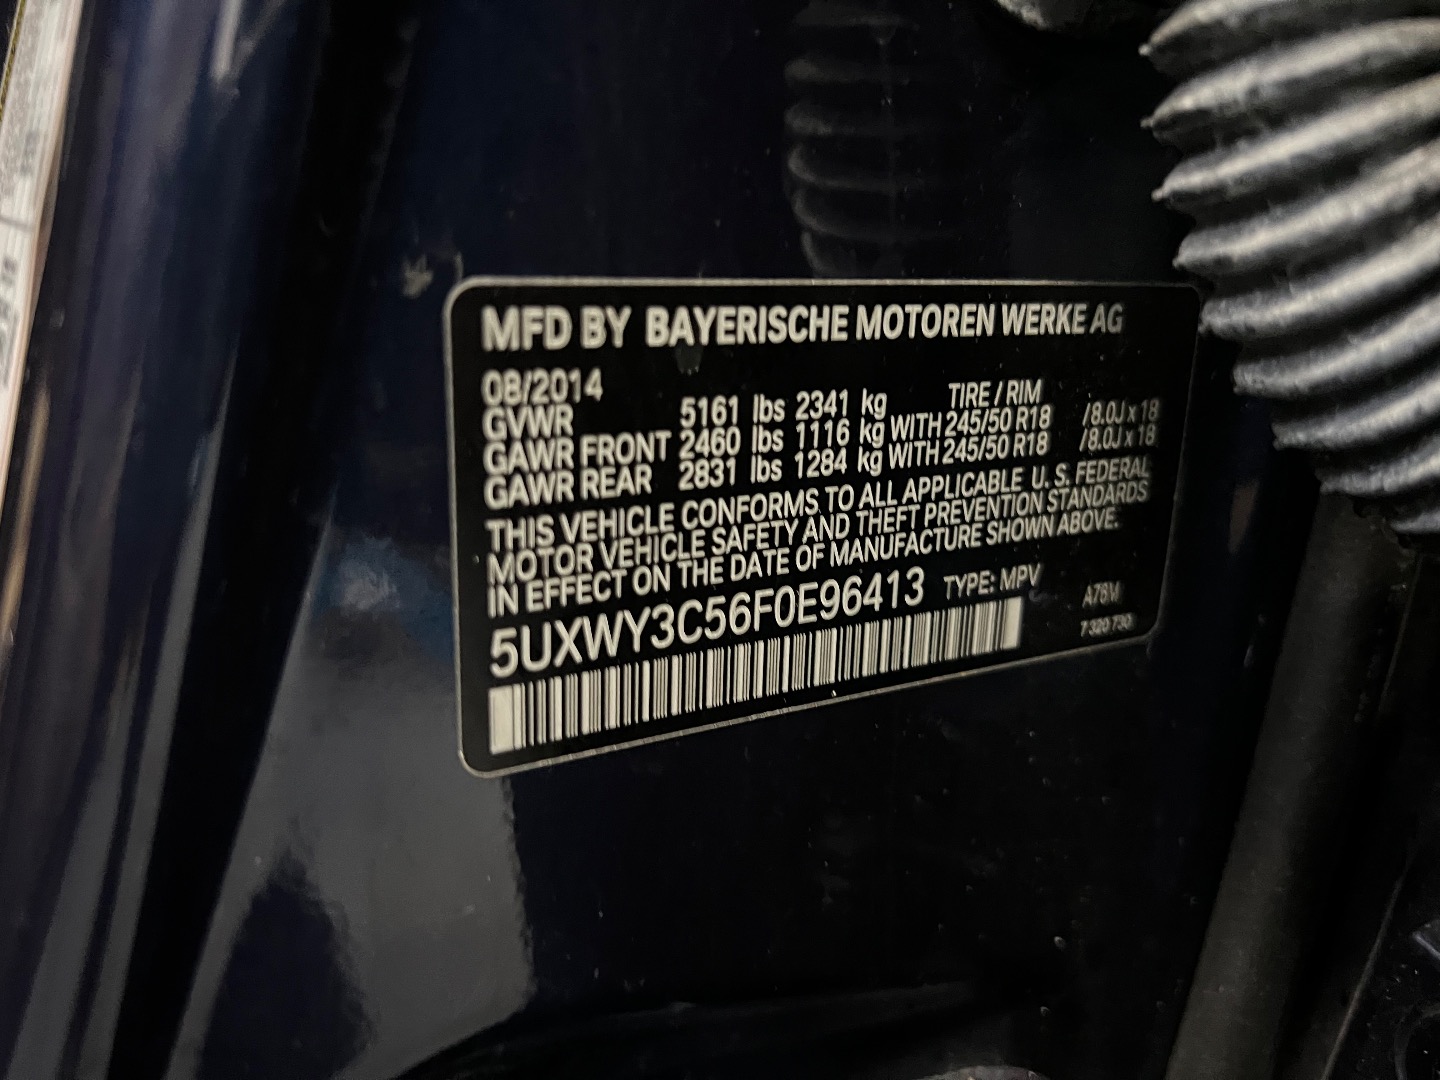 MFD BY BAYERISCHE MOTOREN WERKE AG
08/2014 TIRE / RIM
GVWR 5161 lbs 2341 kg
GAWR FRONT 2460 lbs 1116 kg WITH 245/50 R18 /8.0J x 18
GAWR REAR 2831 lbs 1284 kg WITH 245/50 R18 /8.0J x 18
THIS VEHICLE CONFORMS TO ALL APPLICABLE U. S. FEDERAL
MOTOR VEHICLE SAFETY AND THEFT PREVENTION STANDARDS
IN EFFECT ON THE DATE OF MANUFACTURE SHOWN ABOVE.
5UXWY3C56F0E96413 TYPE: MPV
A76M
7 320 730